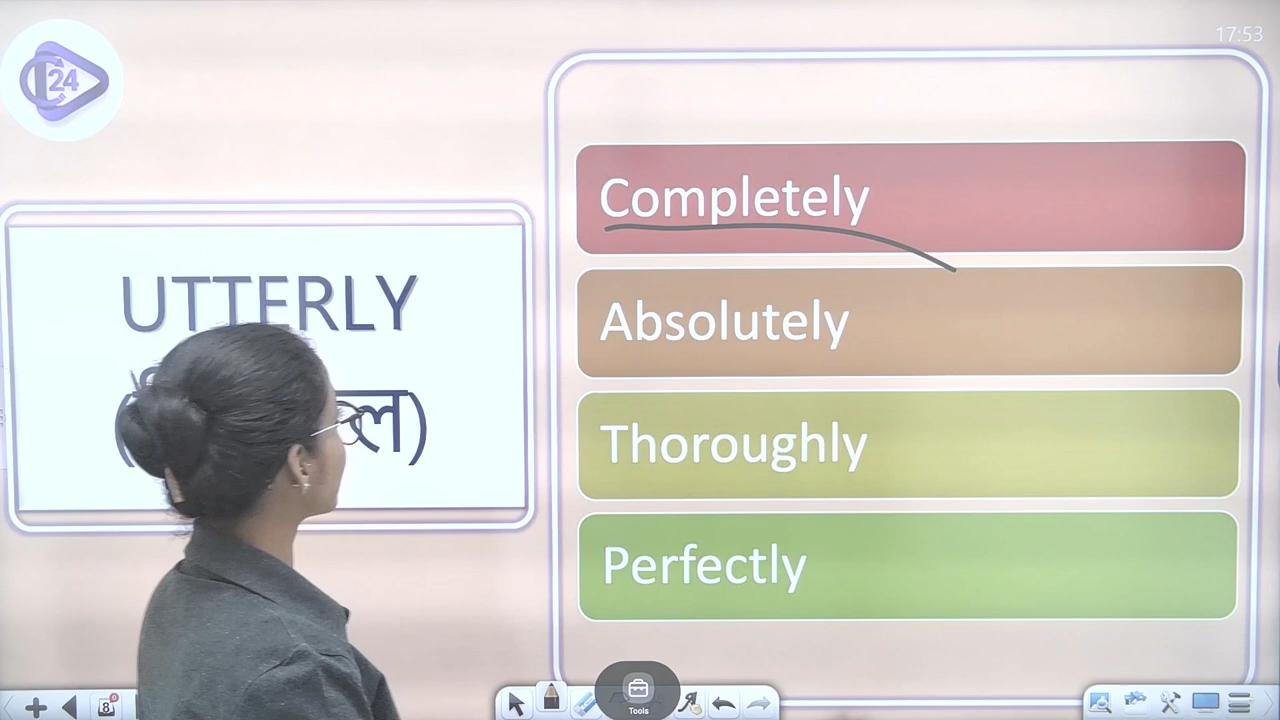 17:53
24
UTTERLY
Completely
Absolutely
Thoroughly
Perfectly
8
Tools